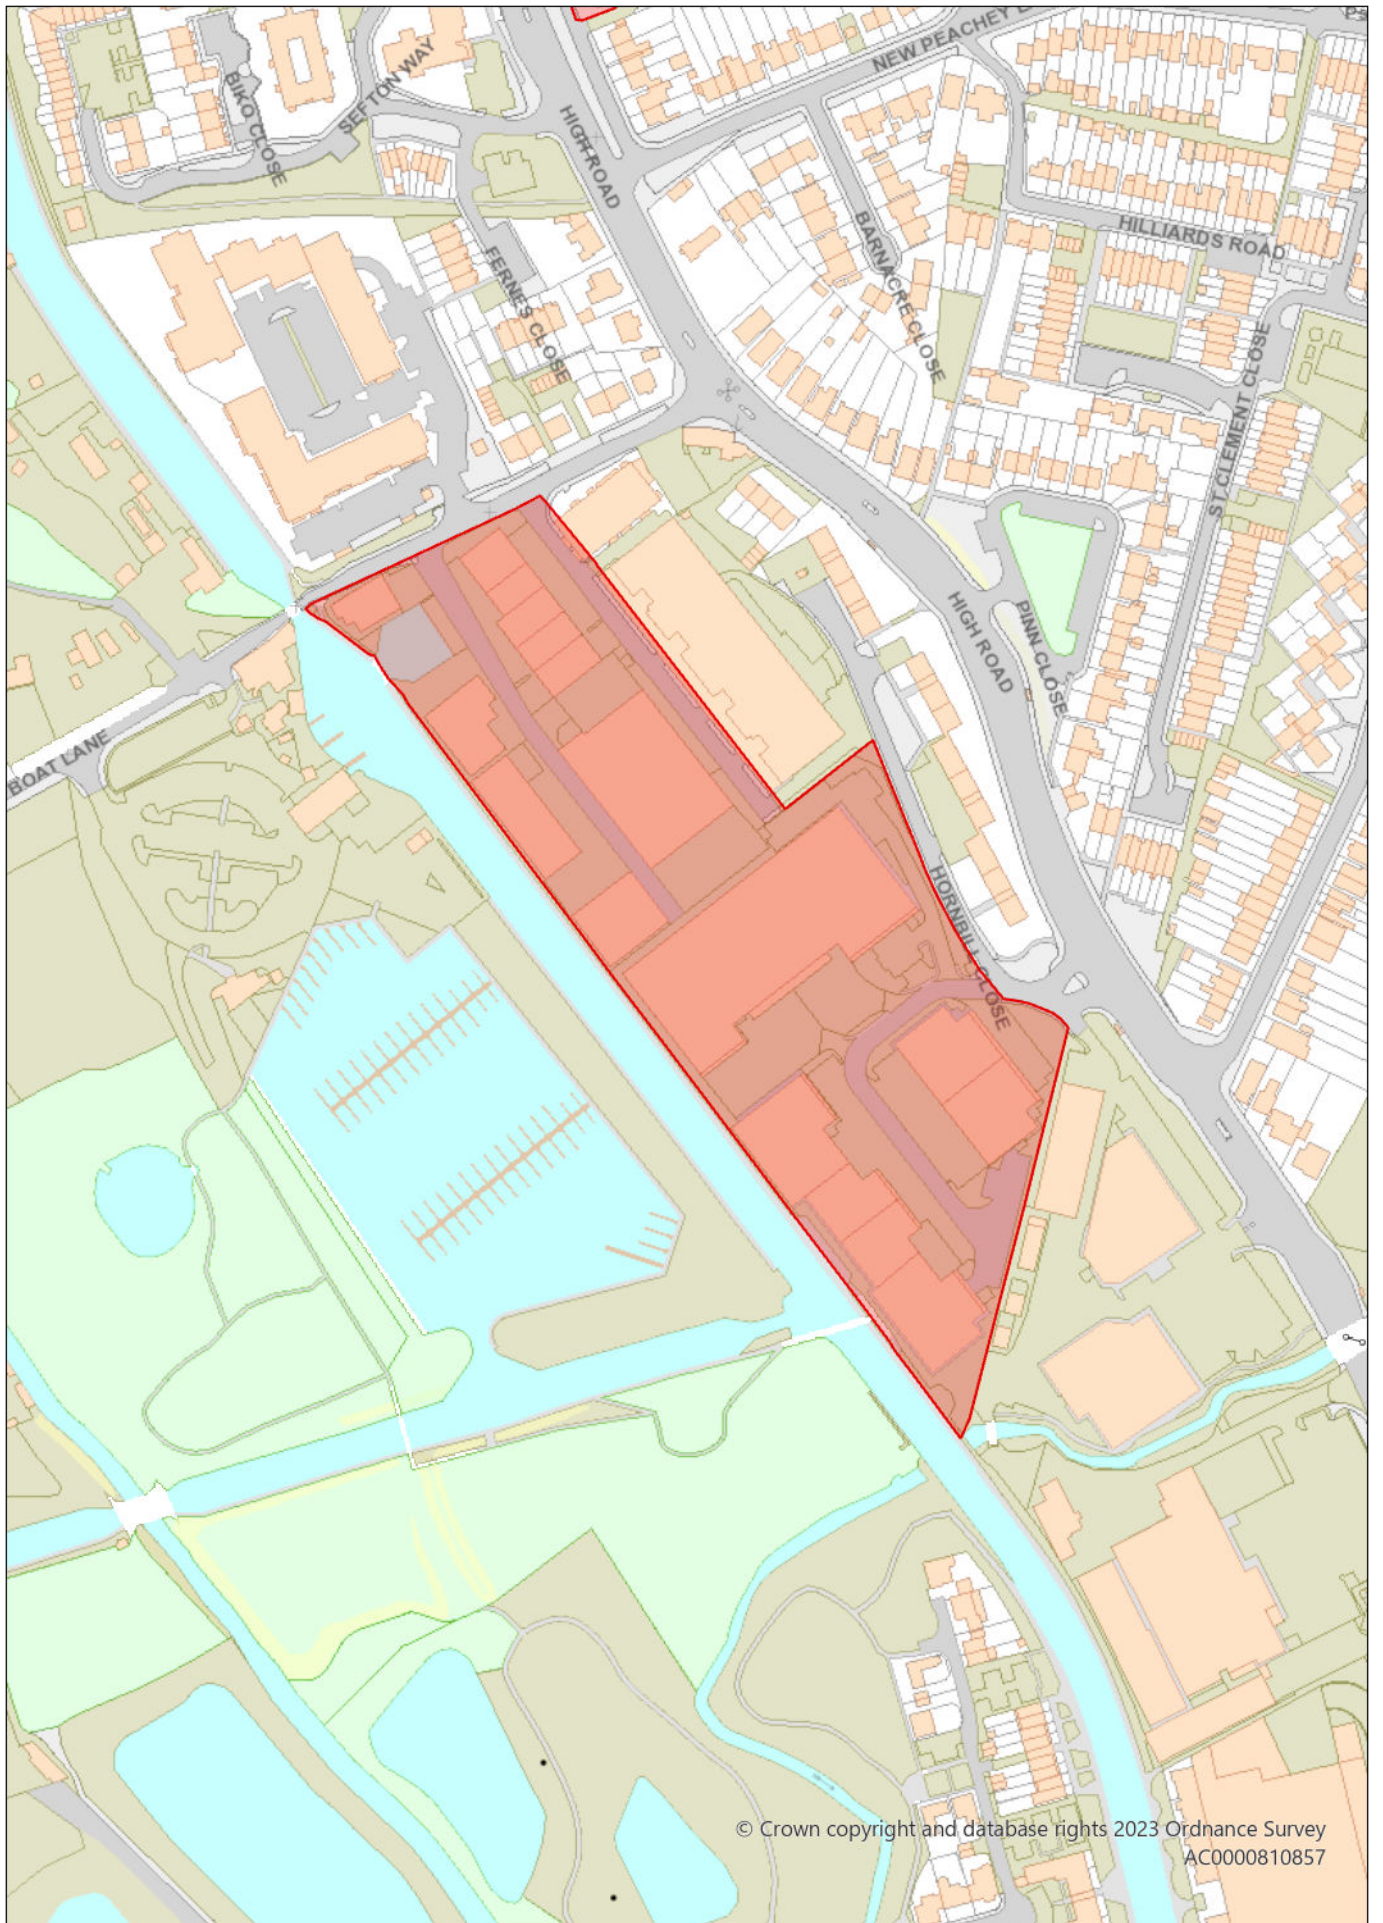 NEW PEACHEY
SEFTON WAY
BIKO CLOSE
HIGH ROAD
BARNACRE CLOSE
HILLIARDS ROAD
FERNES CLOSE
ST CLEMENT CLOSE
HIGH ROAD
PINN CLOSE
BOAT LANE
HORNBILL CLOSE
© Crown copyright and database rights 2023 Ordnance Survey
AC0000810857